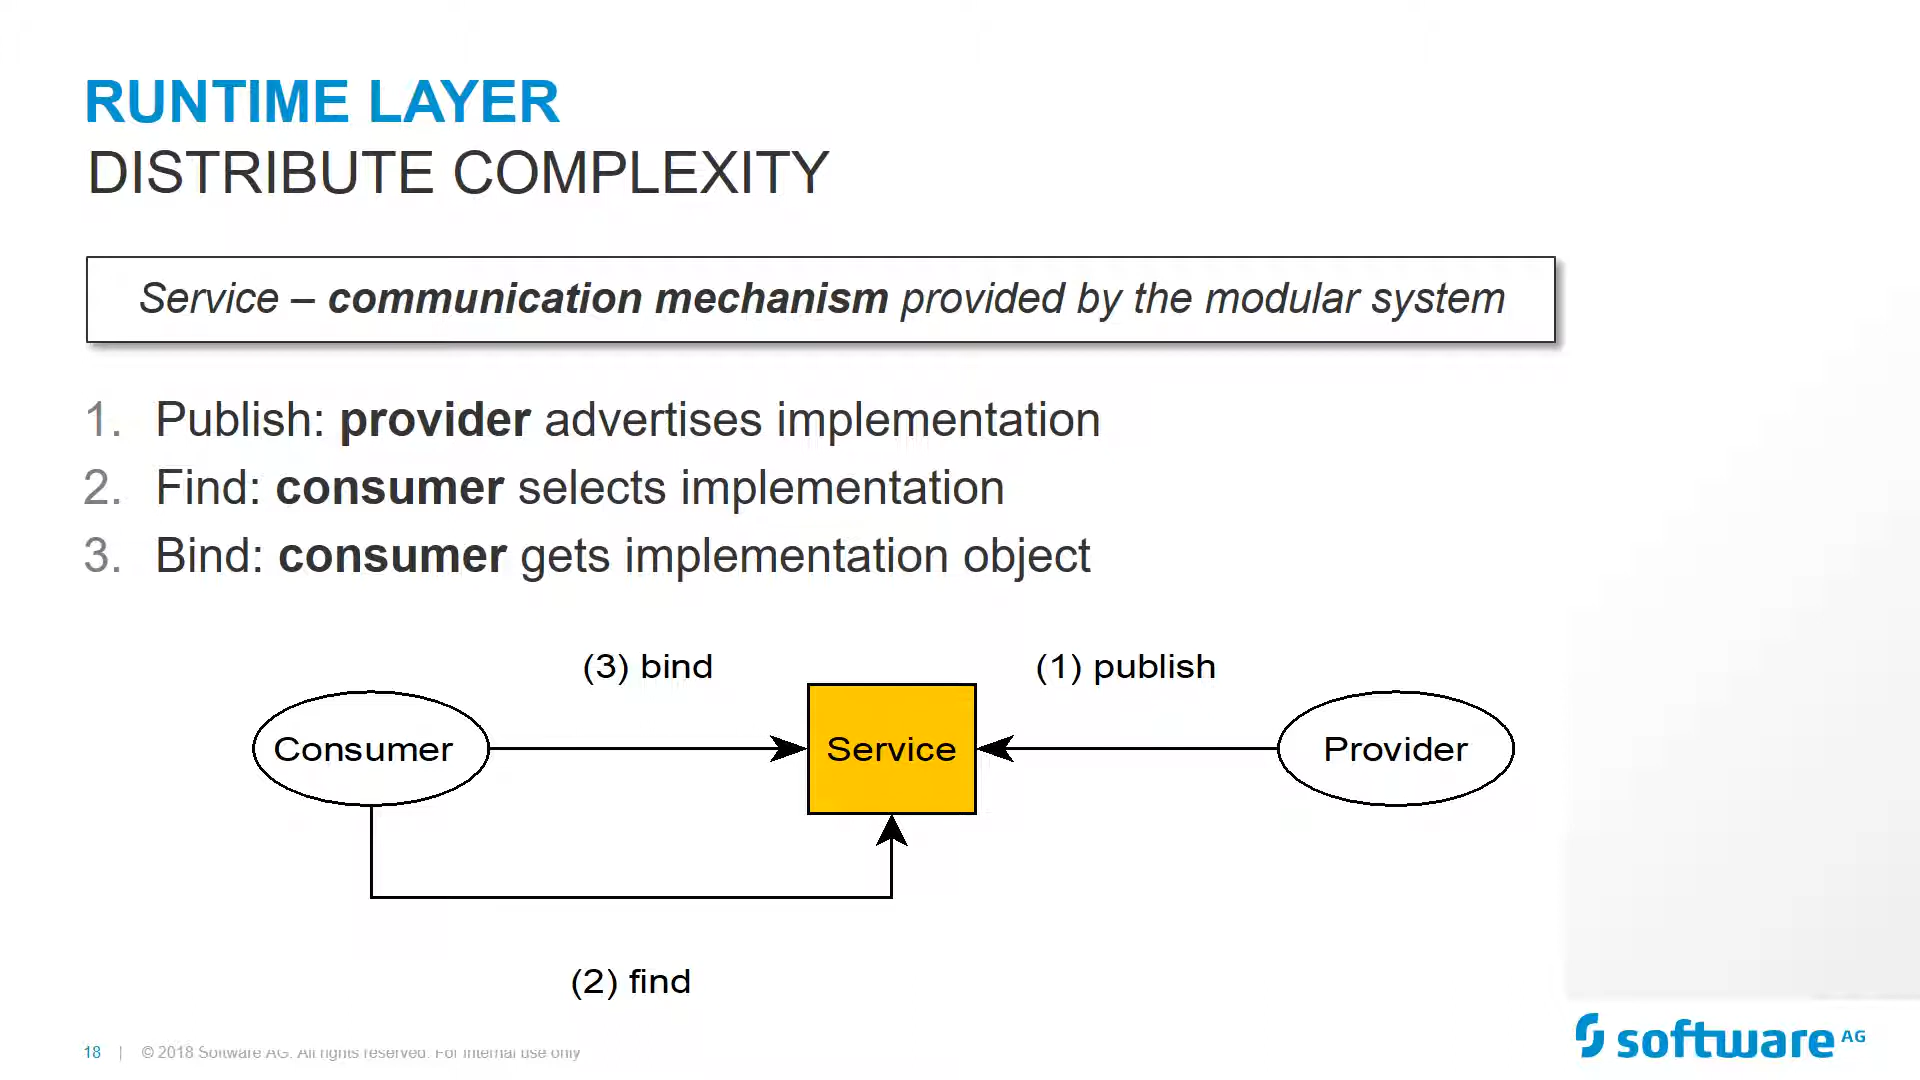 RUNTIME LAYER
DISTRIBUTE COMPLEXITY
Service – communication mechanism provided by the modular system
1. Publish: provider advertises implementation
2. Find: consumer selects implementation
3. Bind: consumer gets implementation object
(3) bind
(1) publish
Consumer
Service
Provider
(2) find
18 | © 2018 Software AG. All rights reserved. For internal use only
software AG